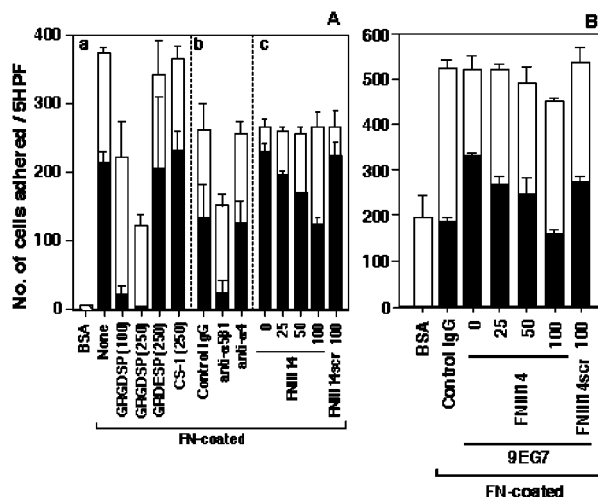 A
B
a
b
c
No. of cells adhered / 5HPF
400
300
200
100
0
600
500
400
300
200
100
0
BSA
None
GRGDSP(100)
GRGDSP(250)
GRDESP(250)
CS-1(250)
Control IgG
anti-α5β1
anti-α4
0
25
50
100
100
FNIII14
FNIII14scr
FN-coated
BSA
Control IgG
0
25
50
100
100
FNIII14
FNIII14scr
9EG7
FN-coated